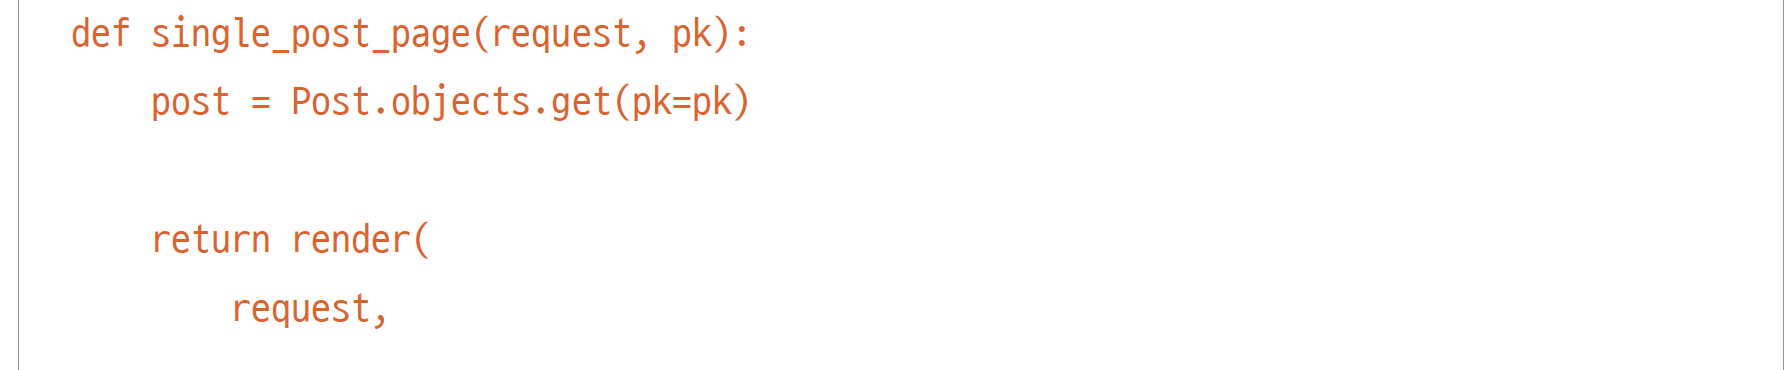 def single_post_page(request, pk):
    post = Post.objects.get(pk=pk)

    return render(
        request,